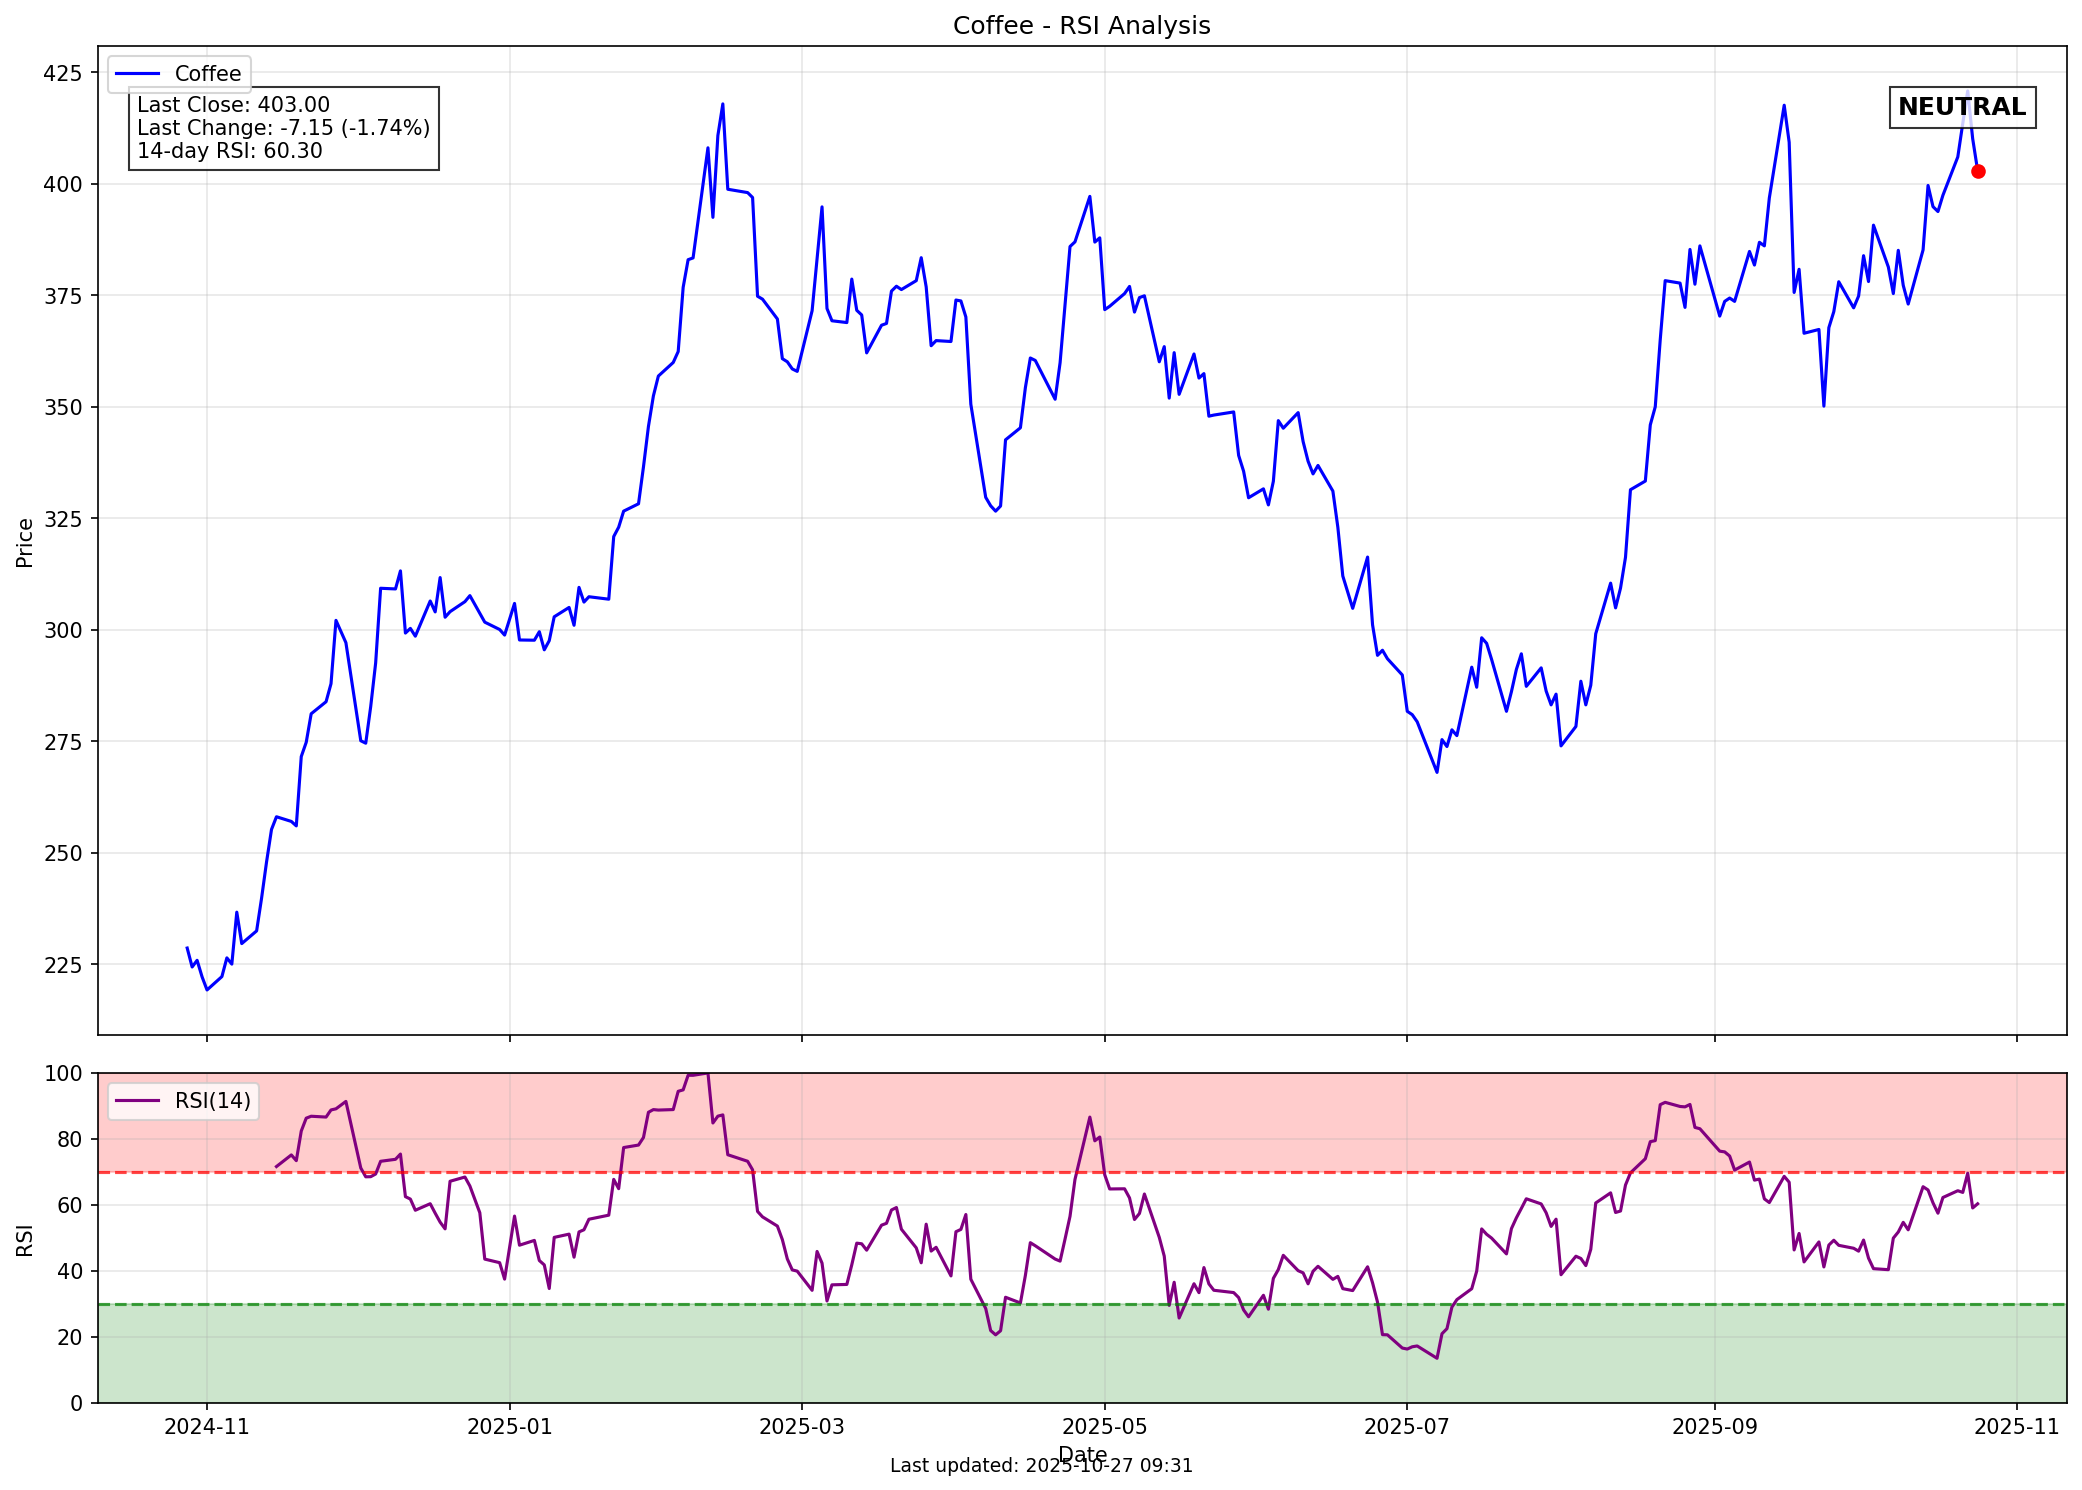 Coffee - RSI Analysis
Coffee
Last Close: 403.00
Last Change: -7.15 (-1.74%)
14-day RSI: 60.30
NEUTRAL
Price
425
400
375
350
325
300
275
250
225
RSI(14)
RSI
100
80
60
40
20
0
2024-11
2025-01
2025-03
2025-05
2025-07
2025-09
2025-11
Date
Last updated: 2025-10-27 09:31